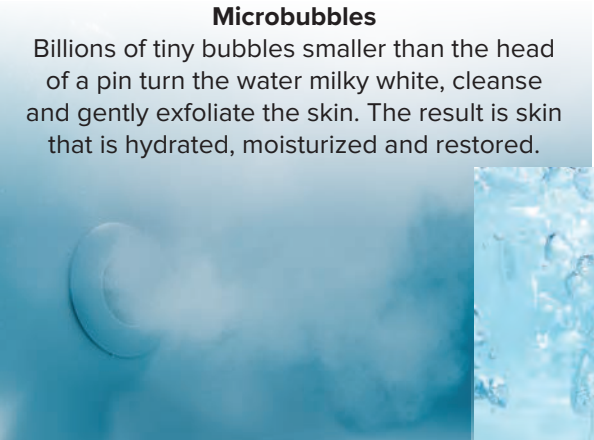 Microbubbles
Billions of tiny bubbles smaller than the head
of a pin turn the water milky white, cleanse
and gently exfoliate the skin. The result is skin
that is hydrated, moisturized and restored.